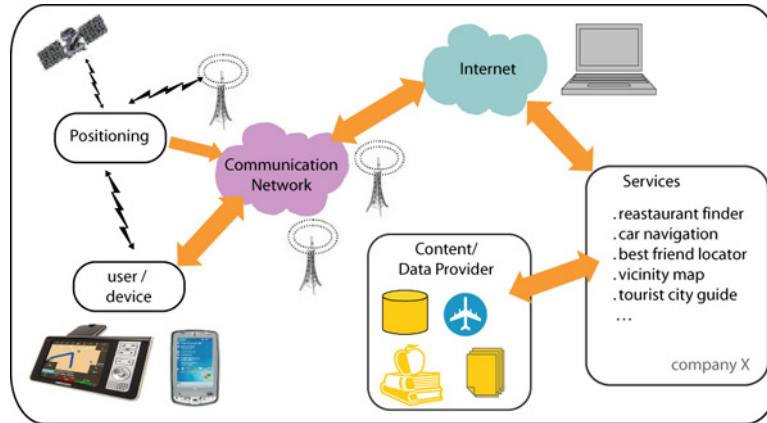 Internet
Positioning
Communication
Network
Services
.reastaurant finder
.car navigation
.best friend locator
.vicinity map
.tourist city guide
...
company X
Content/
Data Provider
user /
device